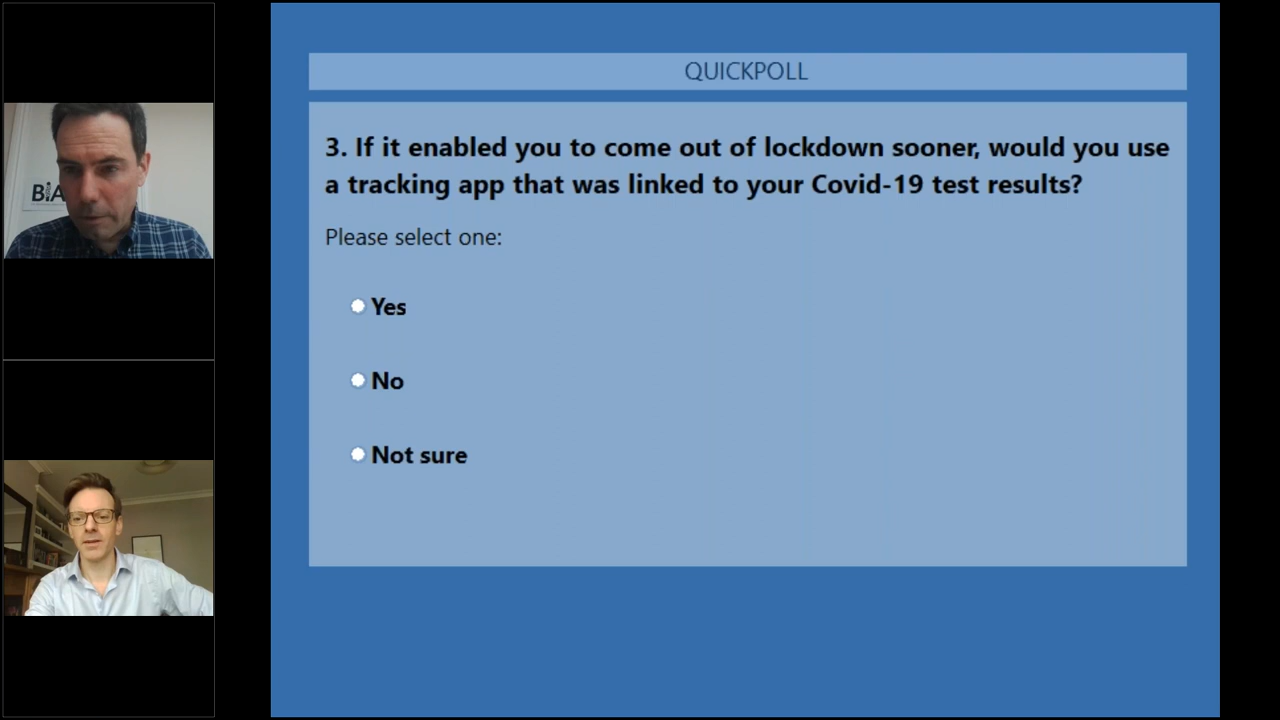 QUICKPOLL
3. If it enabled you to come out of lockdown sooner, would you use
a tracking app that was linked to your Covid-19 test results?
Please select one:
Yes
No
Not sure
BIA